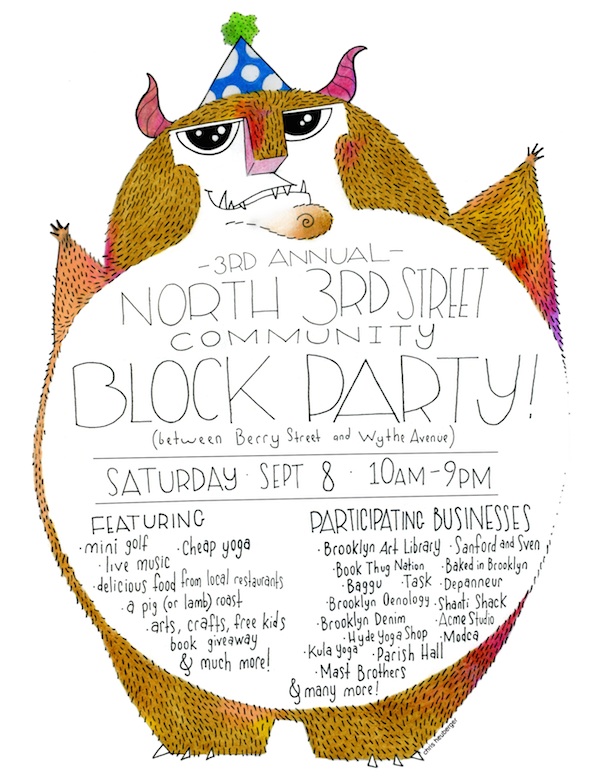 -3RD ANNUAL-
NORTH 3RD STREET
COMMUNITY
BLOCK PARTY!
(between Berry Street and Wythe Avenue)
SATURDAY · SEPT 8 · 10AM-9PM
FEATURING
·mini golf ·Cheap yoga
·live music
·delicious food from local restaurants
·a pig (or lamb) roast
·arts, crafts, free kids
book giveaway
& much more!
PARTICIPATING BUSINESSES
·Brooklyn Art Library ·Sanford and Sven
·Book Thug Nation ·Baked in Brooklyn
·Baggu ·Task ·Depanneur
·Brooklyn Oenology ·Shanti Shack
·Brooklyn Denim ·Acme Studio
·Hyde Yoga Shop ·Modca
·Kula Yoga ·Parish Hall
·Mast Brothers
& many more!
chris heuberger